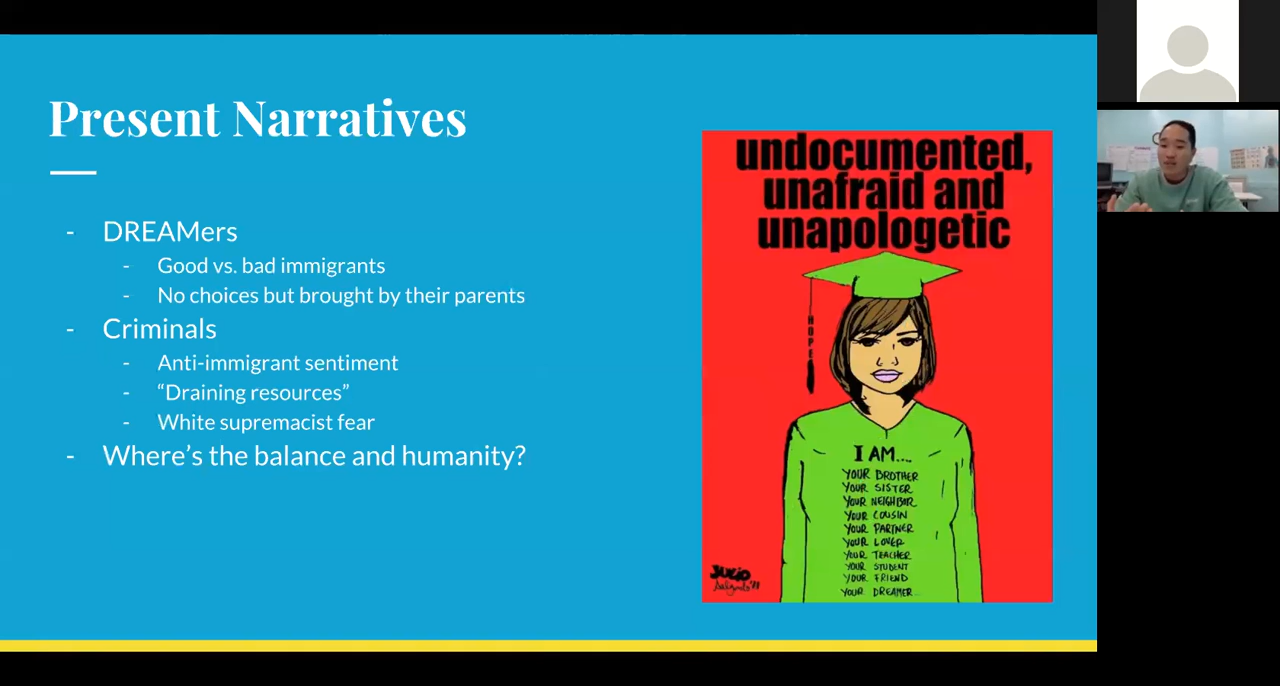 Present Narratives
- DREAMers
- Good vs. bad immigrants
- No choices but brought by their parents
- Criminals
- Anti-immigrant sentiment
- “Draining resources”
- White supremacist fear
- Where’s the balance and humanity?
undocumented,
unafraid and
unapologetic
HOPE
I AM....
YOUR BROTHER
YOUR SISTER
YOUR NEIGHBOR
YOUR COUSIN
YOUR PARTNER
YOUR LOVER
YOUR TEACHER
YOUR STUDENT
YOUR FRIEND
YOUR DREAMER..
JULIO